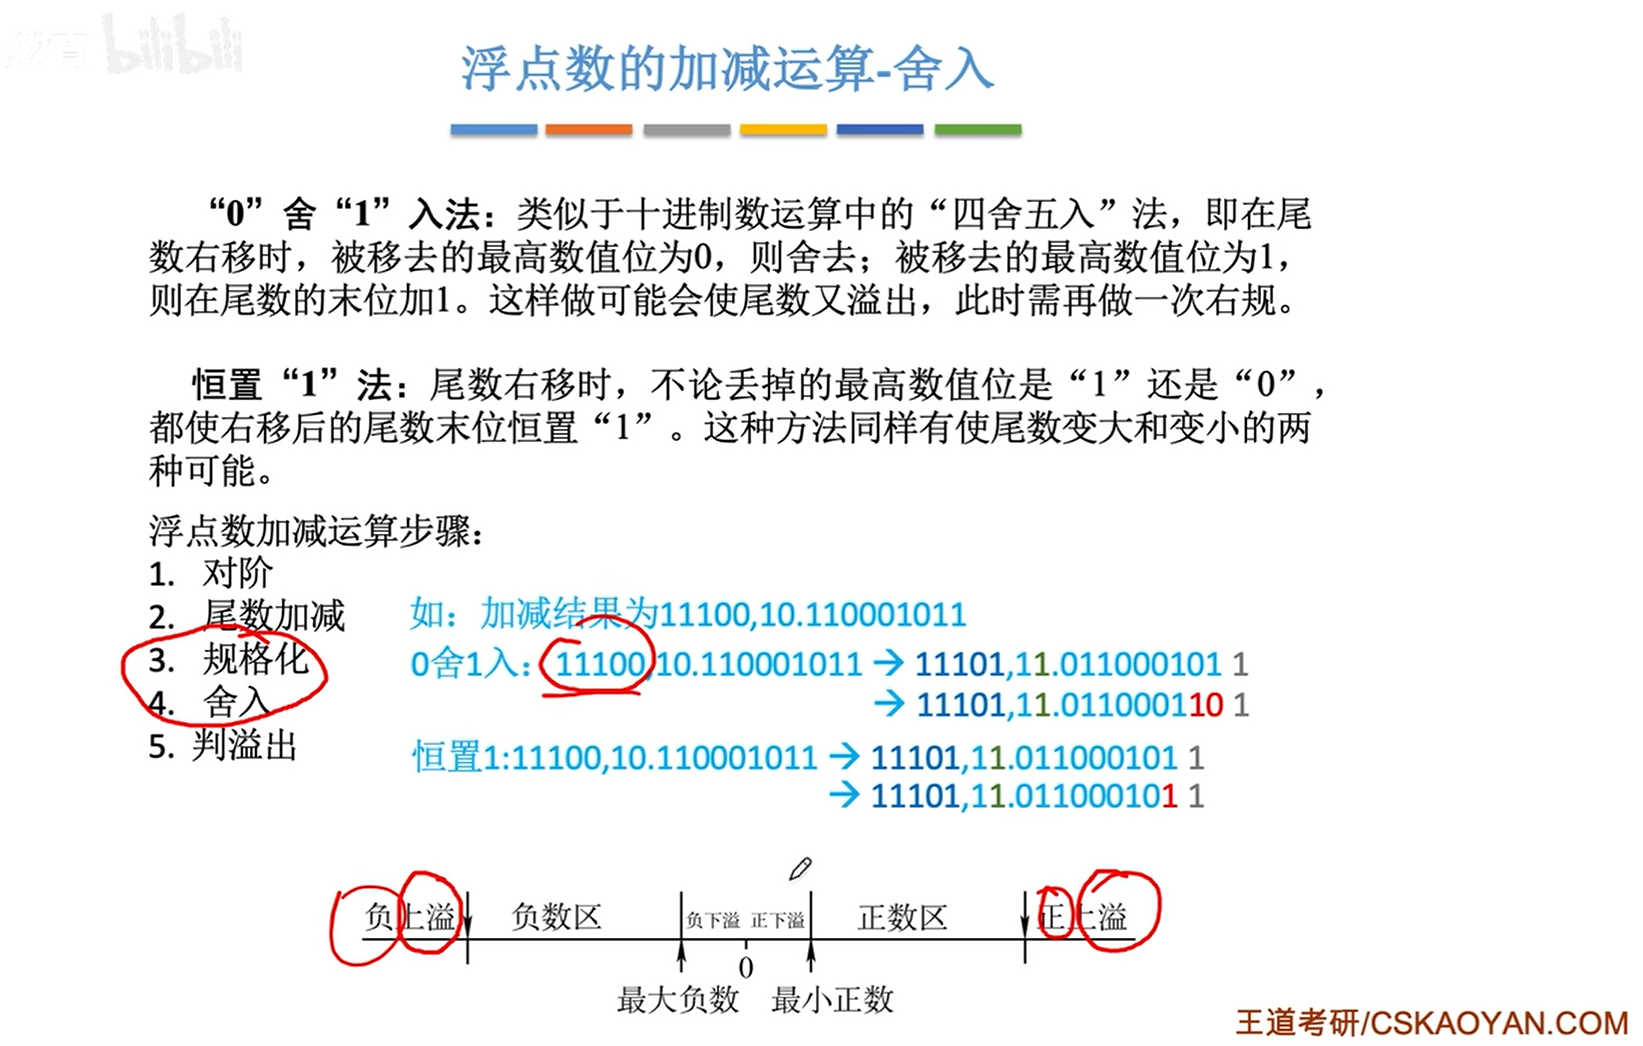 教育 bilibili
浮点数的加减运算-舍入
“0”舍“1”入法：类似于十进制数运算中的“四舍五入”法，即在尾
数右移时，被移去的最高数值位为0，则舍去；被移去的最高数值位为1，
则在尾数的末位加1。这样做可能会使尾数又溢出，此时需再做一次右规。
恒置“1”法：尾数右移时，不论丢掉的最高数值位是“1”还是“0”，
都使右移后的尾数末位恒置“1”。这种方法同样有使尾数变大和变小的两
种可能。
浮点数加减运算步骤：
1. 对阶
2. 尾数加减
3. 规格化
4. 舍入
5. 判溢出
如：加减结果为11100,10.110001011
0舍1入：11100,10.110001011 → 11101,11.011000101 1
→ 11101,11.011000110 1
恒置1:11100,10.110001011 → 11101,11.011000101 1
→ 11101,11.011000101 1
负上溢 负数区 负下溢 正下溢 正数区 正上溢
0
最大负数 最小正数
王道考研/CSKAOYAN.COM